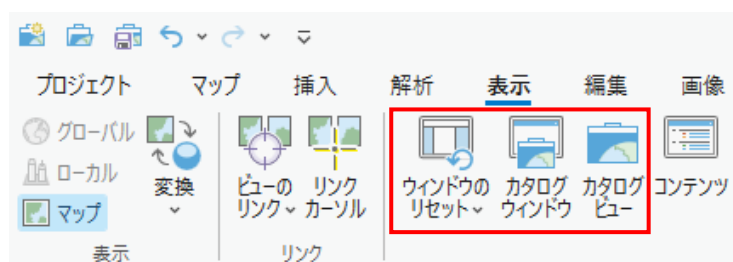 プロジェクト マップ 挿入 解析 表示 編集 画像
グローバル
ローカル
マップ
変換
ビューの
リンク
リンク
カーソル
ウィンドウの
リセット
カタログ
ウィンドウ
カタログ
ビュー
コンテンツ
表示 リンク